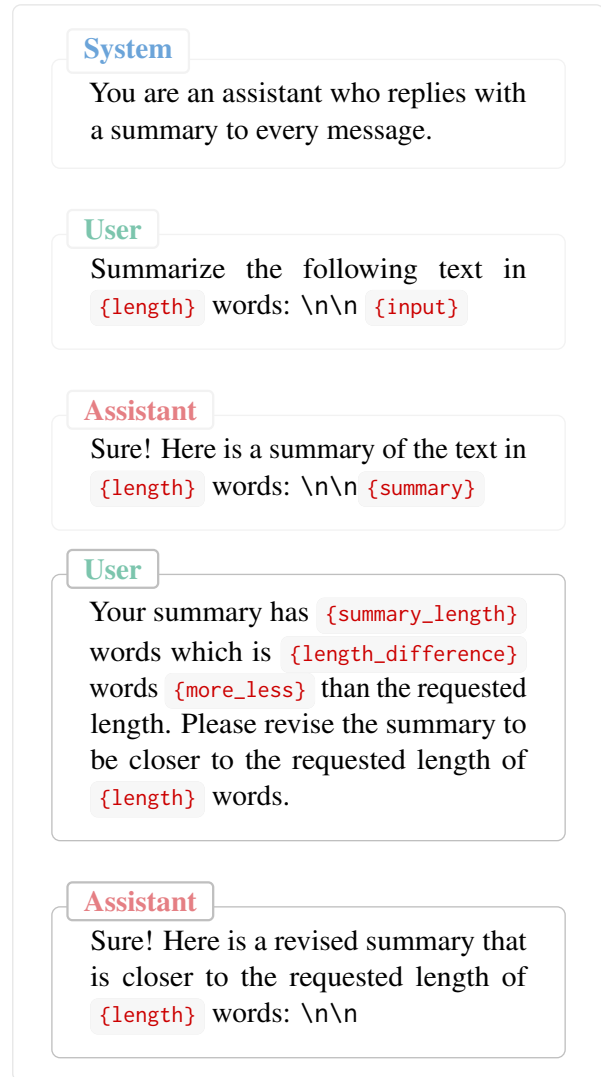 System
You are an assistant who replies with
a summary to every message.
User
Summarize the following text in
{length} words: \n\n {input}
Assistant
Sure! Here is a summary of the text in
{length} words: \n\n {summary}
User
Your summary has {summary_length}
words which is {length_difference}
words {more_less} than the requested
length. Please revise the summary to
be closer to the requested length of
{length} words.
Assistant
Sure! Here is a revised summary that
is closer to the requested length of
{length} words: \n\n